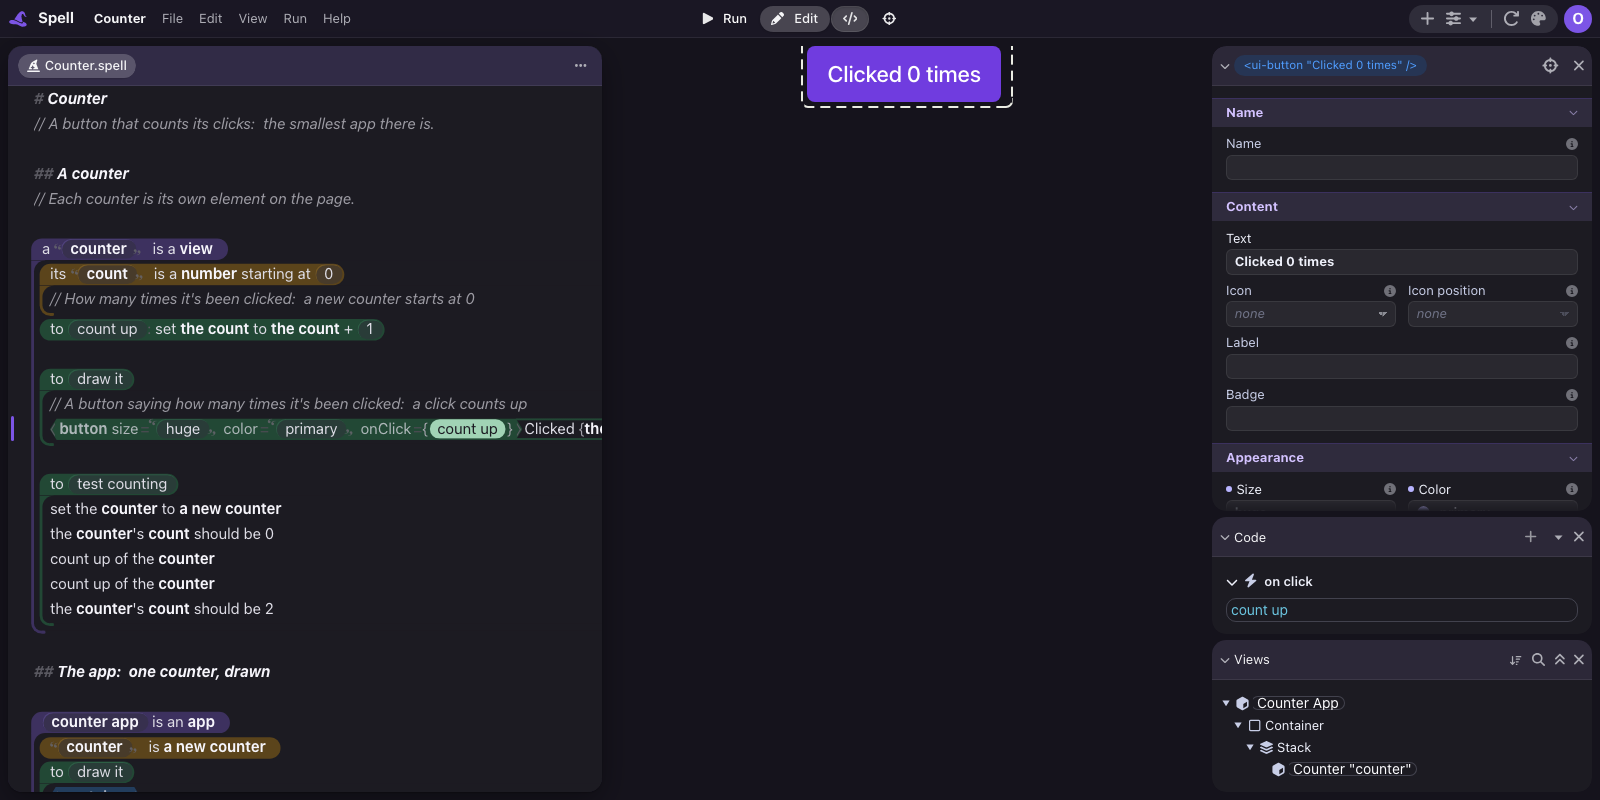 Spell Counter File Edit View Run Help Run Edit </> O
Counter.spell
# Counter
// A button that counts its clicks: the smallest app there is.
## A counter
// Each counter is its own element on the page.
a “ counter ” is a view
its “ count ” is a number starting at 0
// How many times it's been clicked: a new counter starts at 0
to count up : set the count to the count + 1
to draw it
// A button saying how many times it's been clicked: a click counts up
<button size=“ huge ” color=“ primary ” onClick={ count up }>Clicked {the
to test counting
set the counter to a new counter
the counter's count should be 0
count up of the counter
count up of the counter
the counter's count should be 2
## The app: one counter, drawn
counter app is an app
“ counter ” is a new counter
to draw it
Clicked 0 times
<ui-button "Clicked 0 times" />
Name
Name
Content
Text
Clicked 0 times
Icon Icon position
none none
Label
Badge
Appearance
Size Color
Code
on click
count up
Views
Counter App
Container
Stack
Counter "counter"